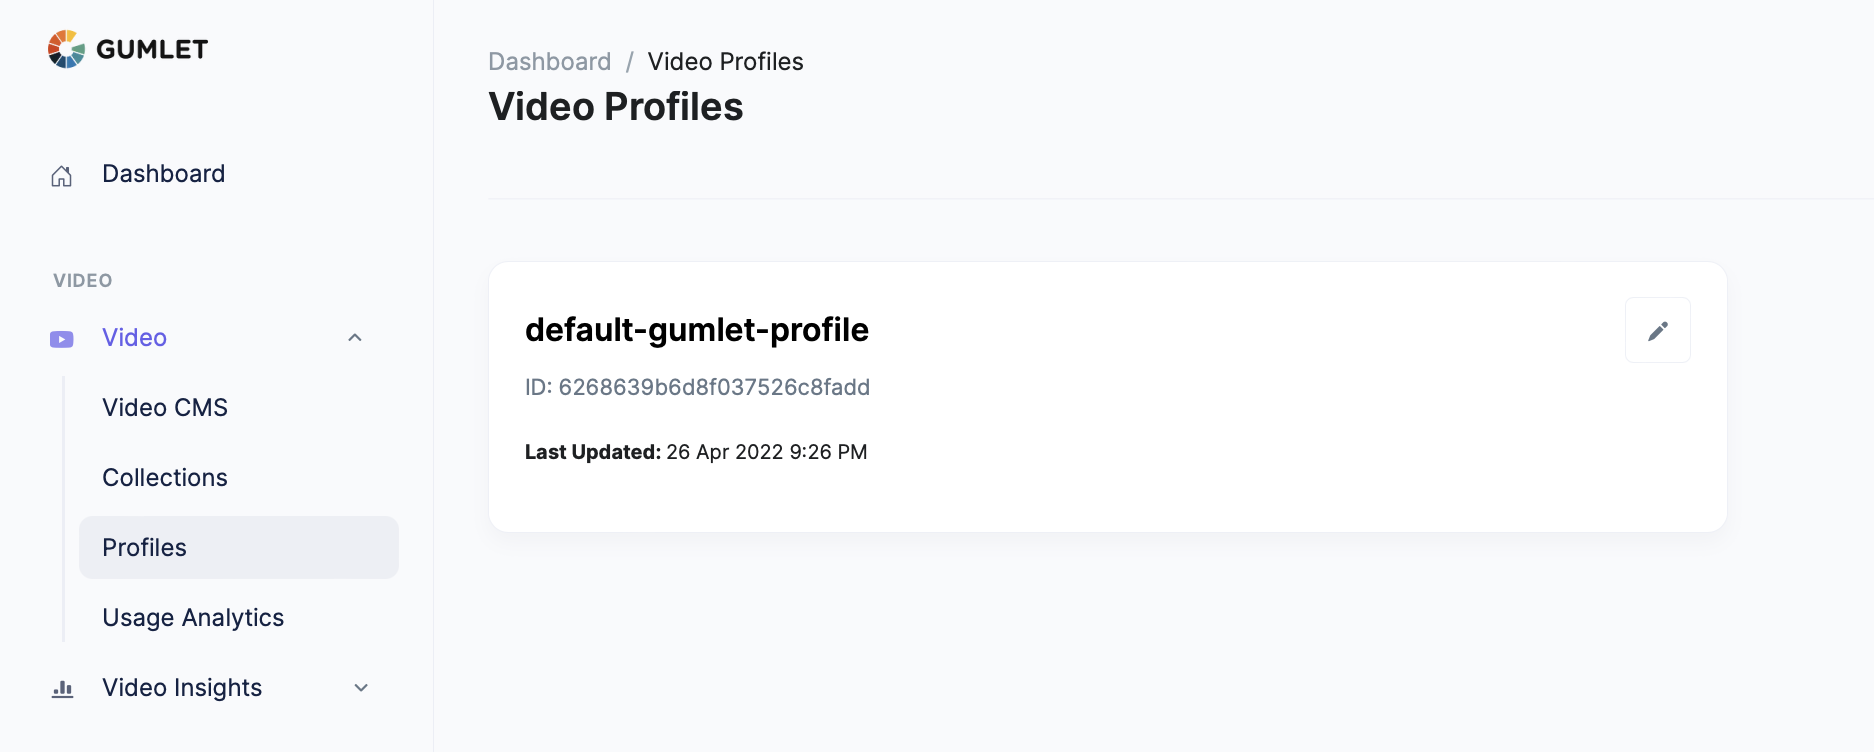 GUMLET
Dashboard
VIDEO
Video
Video CMS
Collections
Profiles
Usage Analytics
Video Insights
Dashboard / Video Profiles
Video Profiles
default-gumlet-profile
ID: 6268639b6d8f037526c8fadd
Last Updated: 26 Apr 2022 9:26 PM